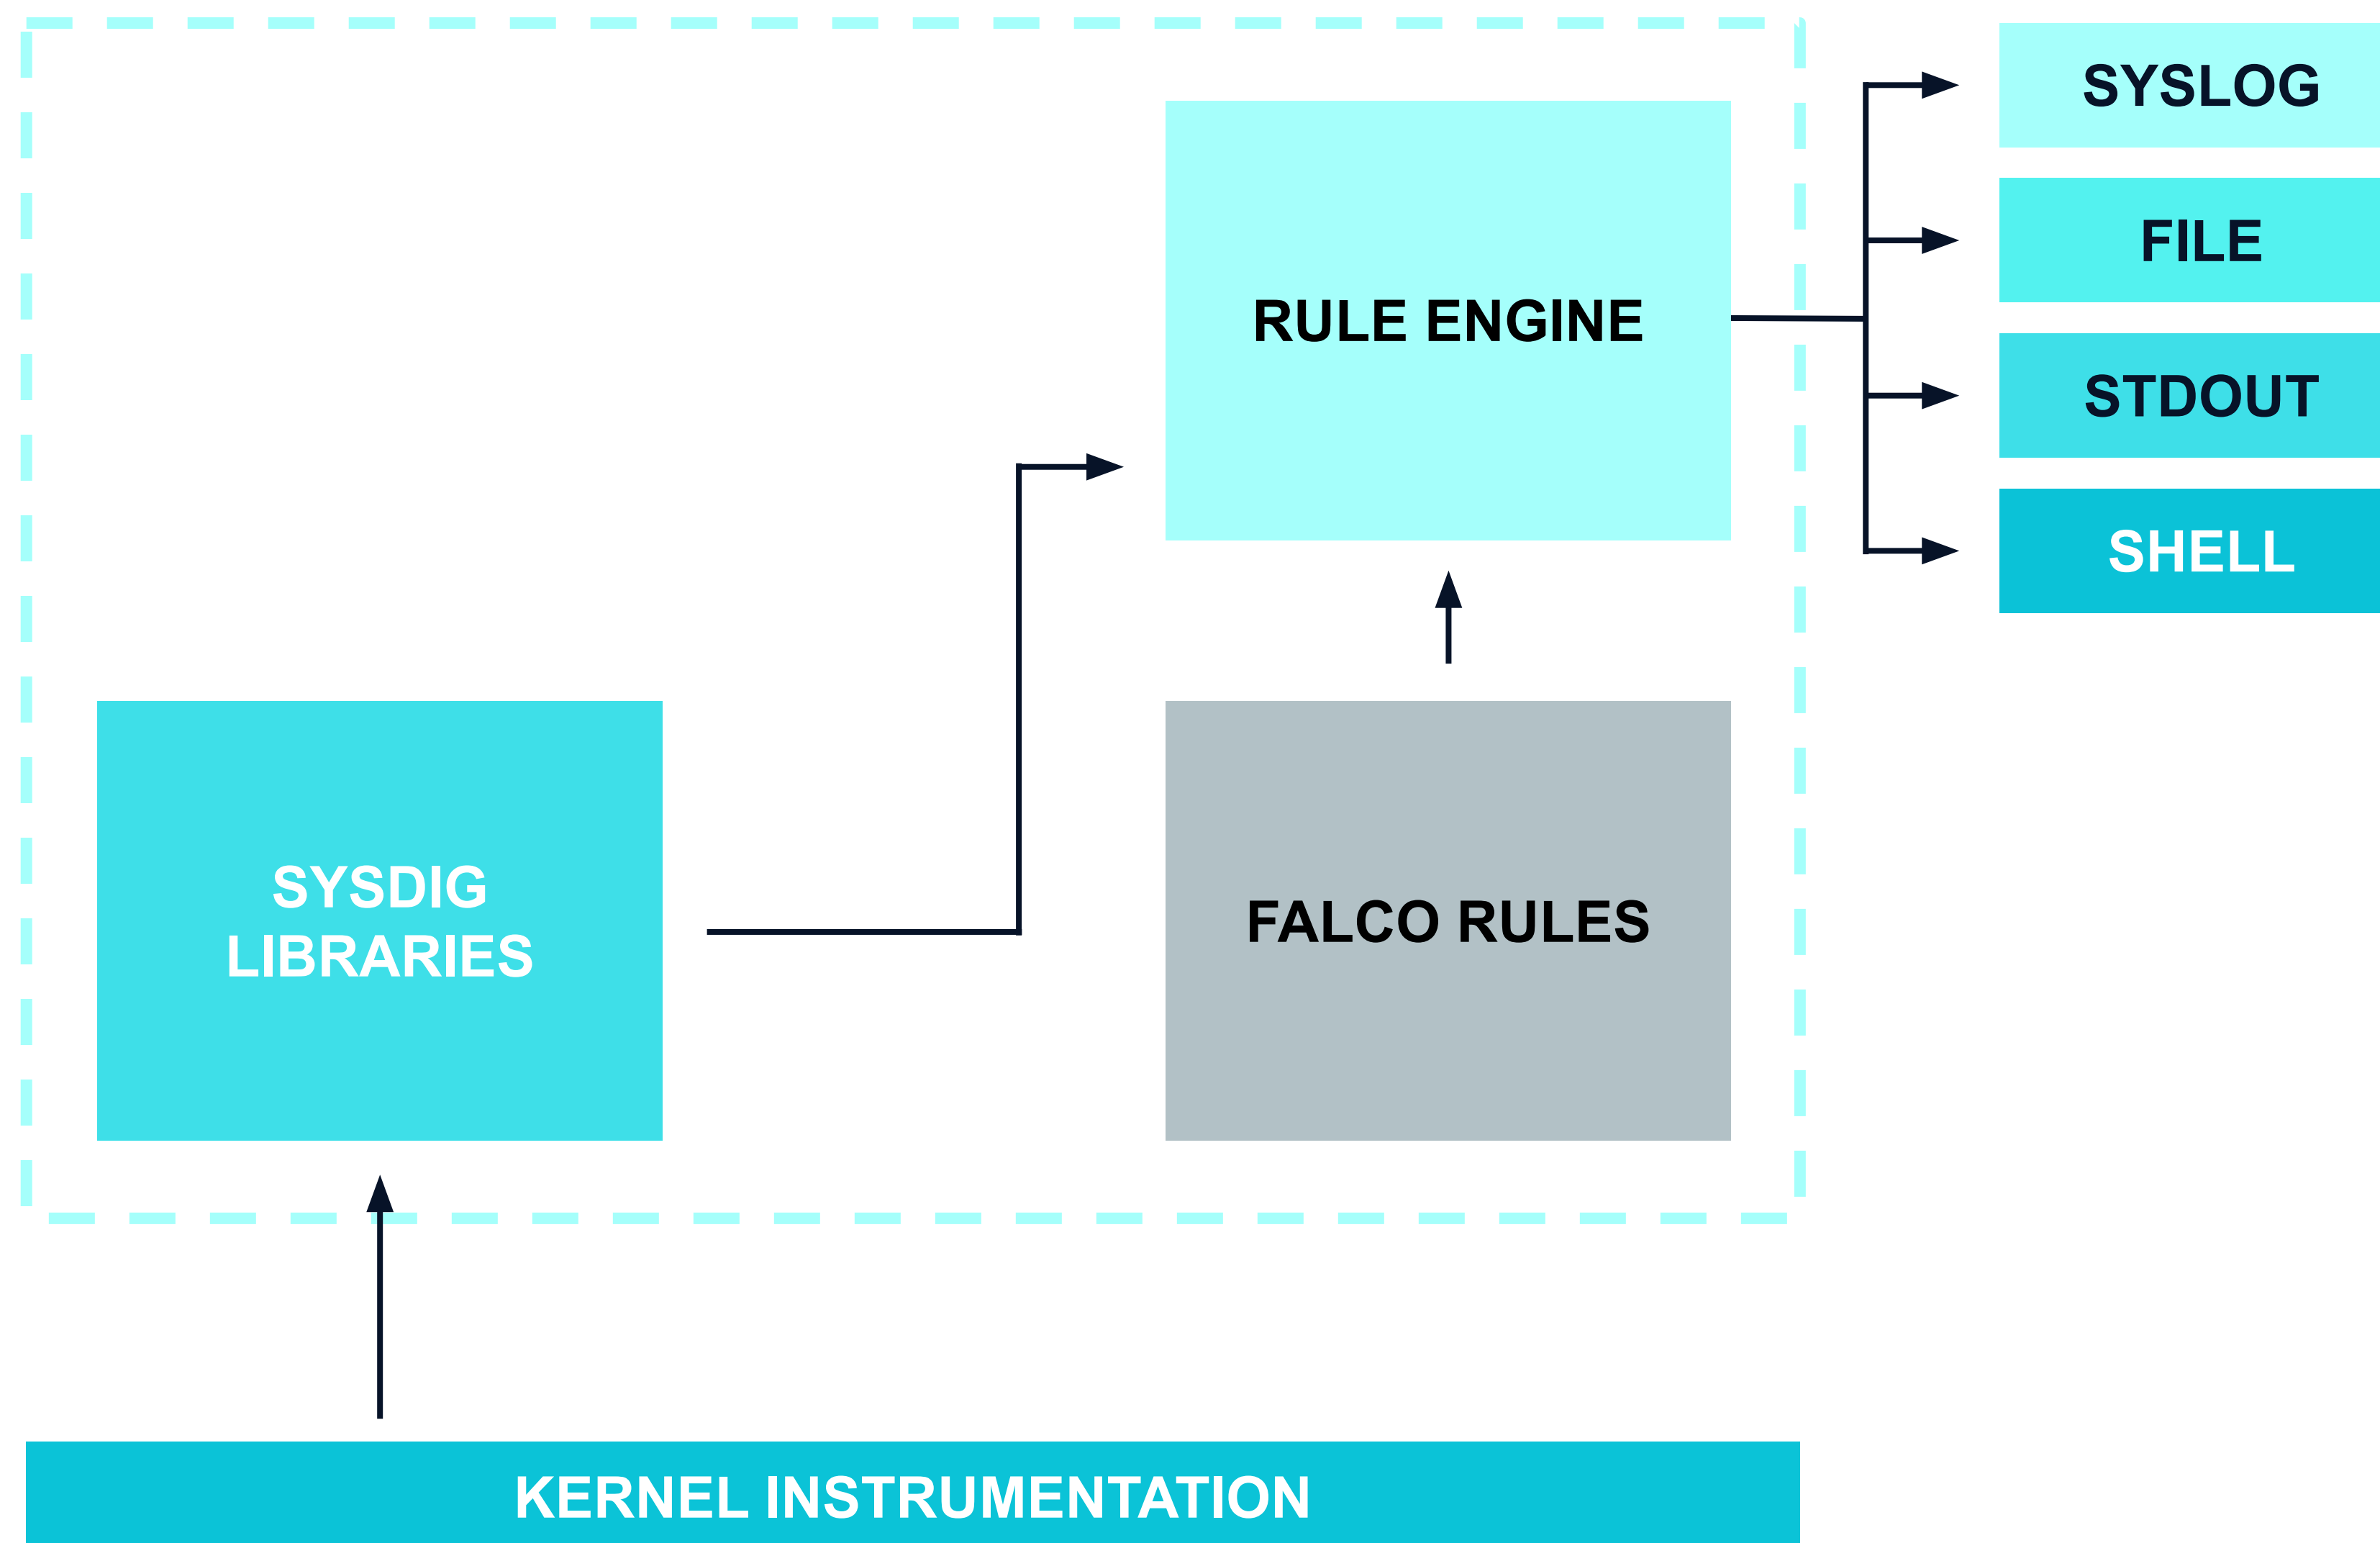 SYSLOG
FILE
RULE ENGINE
STDOUT
SHELL
SYSDIG
LIBRARIES
FALCO RULES
KERNEL INSTRUMENTATION